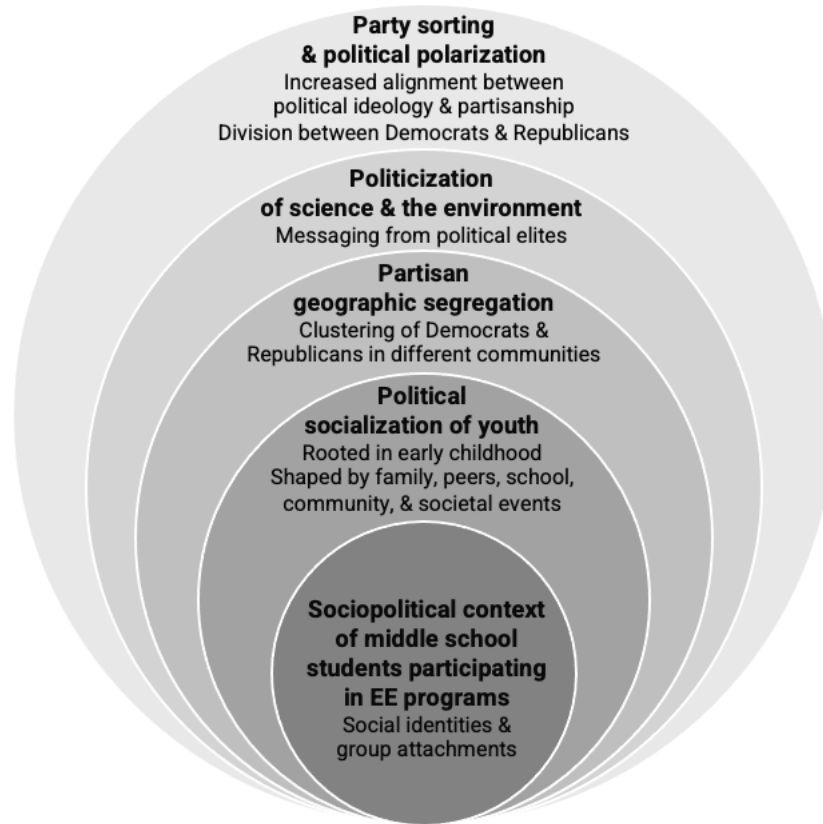 Party sorting
& political polarization
Increased alignment between
political ideology & partisanship
Division between Democrats & Republicans
Politicization
of science & the environment
Messaging from political elites
Partisan
geographic segregation
Clustering of Democrats &
Republicans in different communities
Political
socialization of youth
Rooted in early childhood
Shaped by family, peers, school,
community, & societal events
Sociopolitical context
of middle school
students participating
in EE programs
Social identities &
group attachments